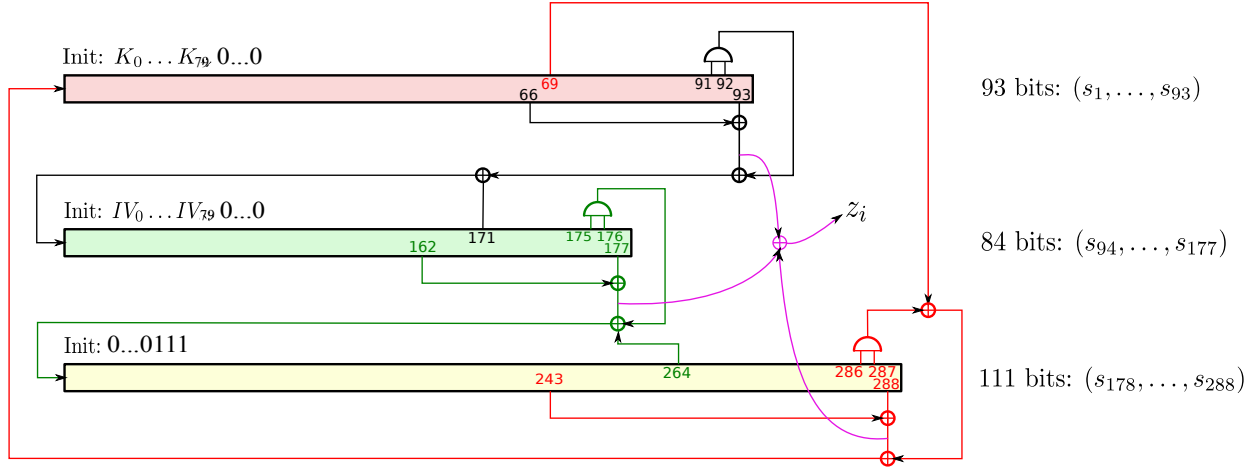 Init: K₀ … K₇₉, 0...0
69
91 92
66
93
93 bits: (s₁, …, s₉₃)
Init: IV₀ … IV₇₉, 0...0
zᵢ
171
175 176
162
177
84 bits: (s₉₄, …, s₁₇₇)
Init: 0...0111
243
264
286 287
288
111 bits: (s₁₇₈, …, s₂₈₈)